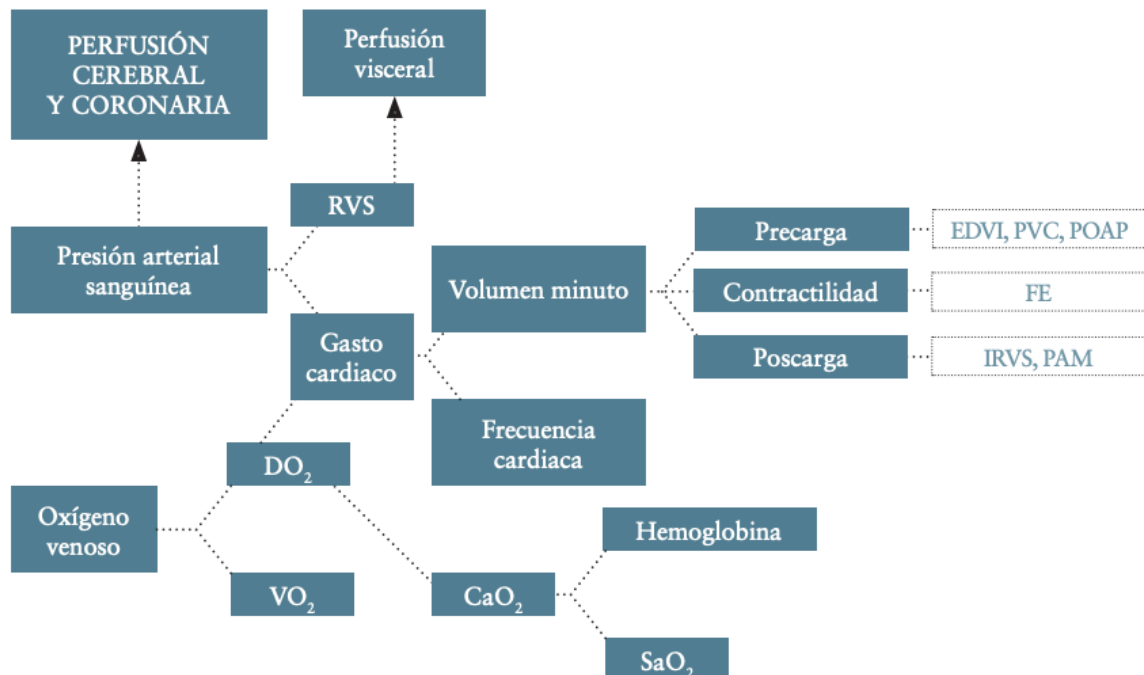 PERFUSIÓN
CEREBRAL
Y CORONARIA
Perfusión
visceral
RVS
Presión arterial
sanguínea
Precarga
EDVI, PVC, POAP
Volumen minuto
Contractilidad
FE
Gasto
cardiaco
Poscarga
IRVS, PAM
Frecuencia
cardiaca
DO₂
Oxígeno
venoso
Hemoglobina
VO₂
CaO₂
SaO₂